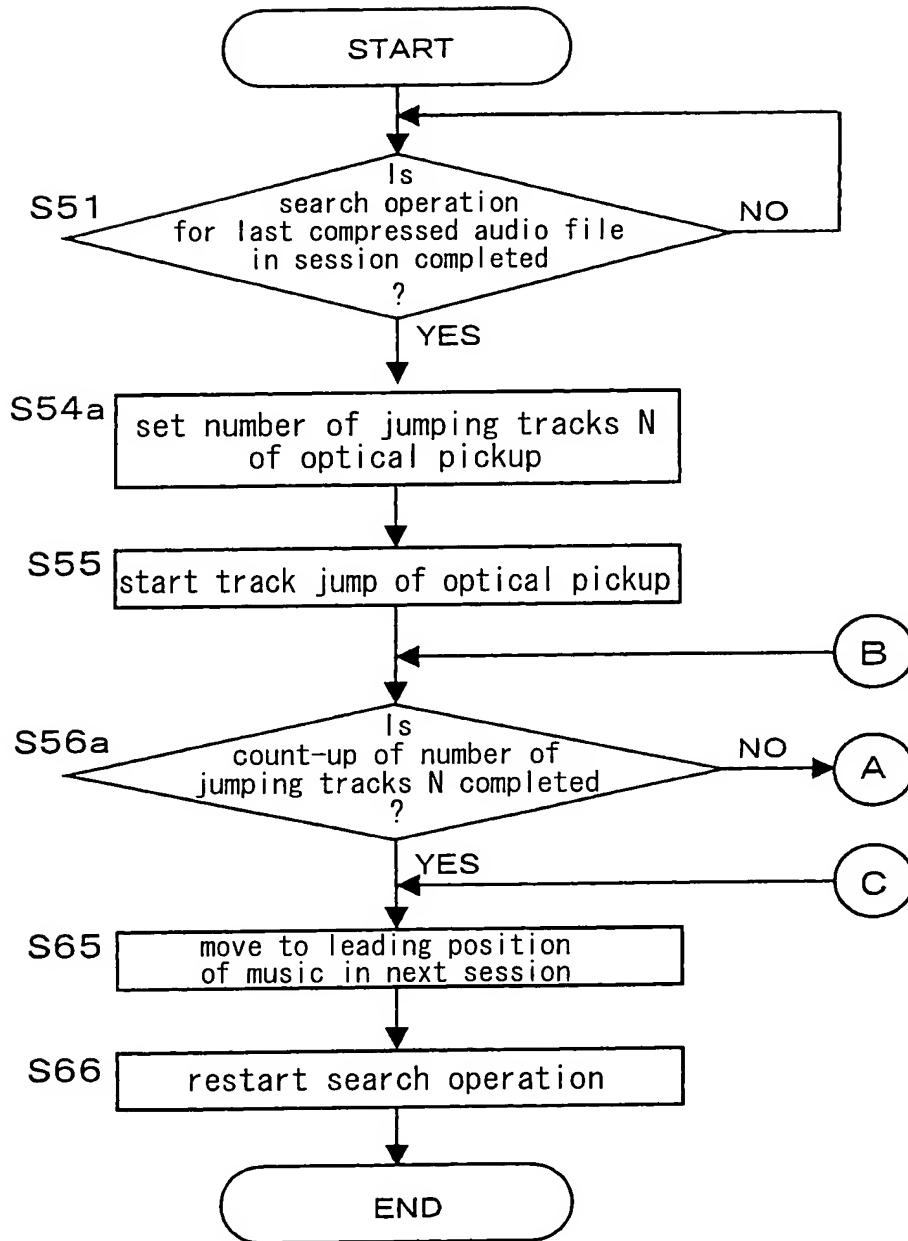 START
S51
Is
search operation
for last compressed audio file
in session completed
?
NO
YES
S54a
set number of jumping tracks N
of optical pickup
S55
start track jump of optical pickup
B
S56a
Is
count-up of number of
jumping tracks N completed
?
NO
A
YES
C
S65
move to leading position
of music in next session
S66
restart search operation
END